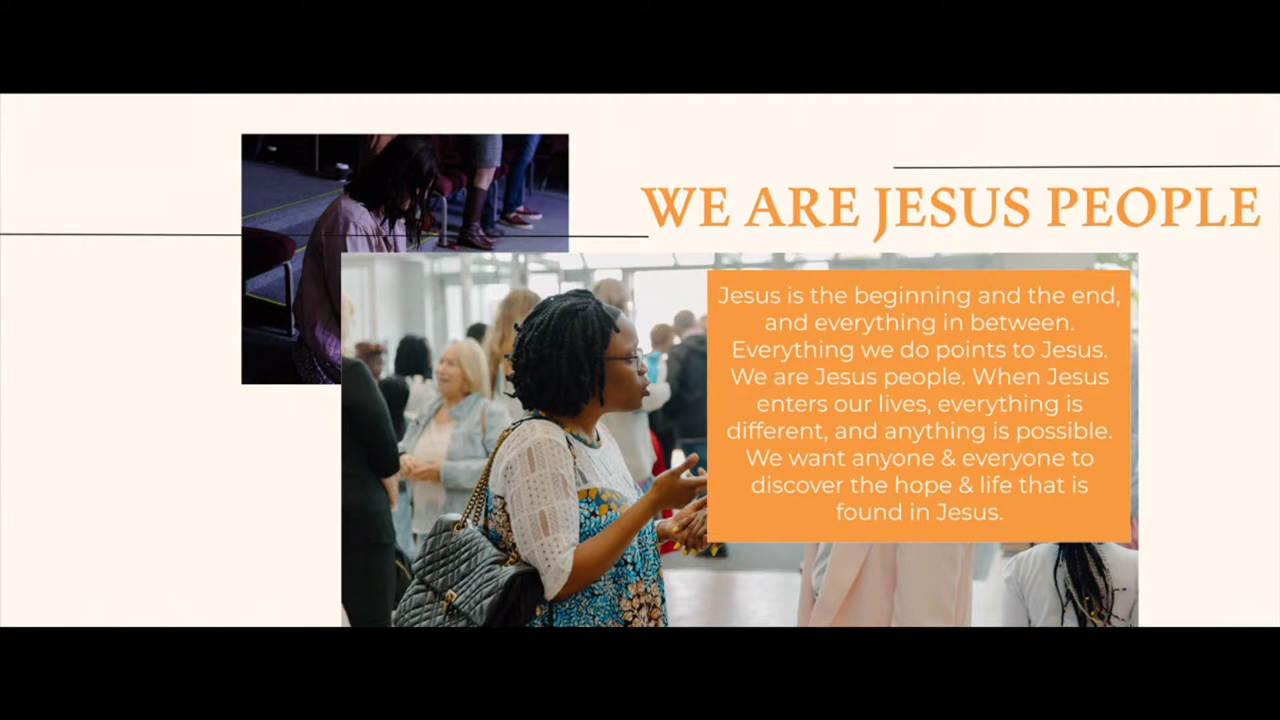 WE ARE JESUS PEOPLE
Jesus is the beginning and the end,
and everything in between.
Everything we do points to Jesus.
We are Jesus people. When Jesus
enters our lives, everything is
different, and anything is possible.
We want anyone & everyone to
discover the hope & life that is
found in Jesus.